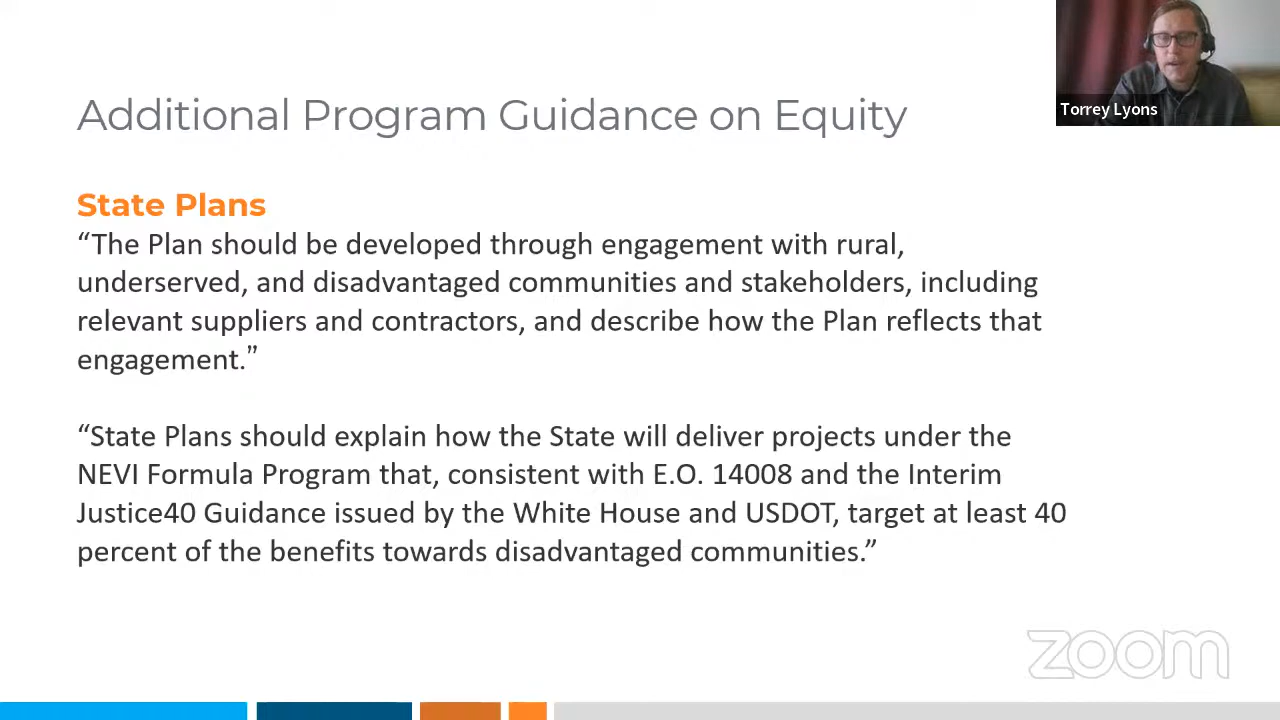 Additional Program Guidance on Equity
Torrey Lyons
State Plans
“The Plan should be developed through engagement with rural,
underserved, and disadvantaged communities and stakeholders, including
relevant suppliers and contractors, and describe how the Plan reflects that
engagement.”
“State Plans should explain how the State will deliver projects under the
NEVI Formula Program that, consistent with E.O. 14008 and the Interim
Justice40 Guidance issued by the White House and USDOT, target at least 40
percent of the benefits towards disadvantaged communities.”
zoom